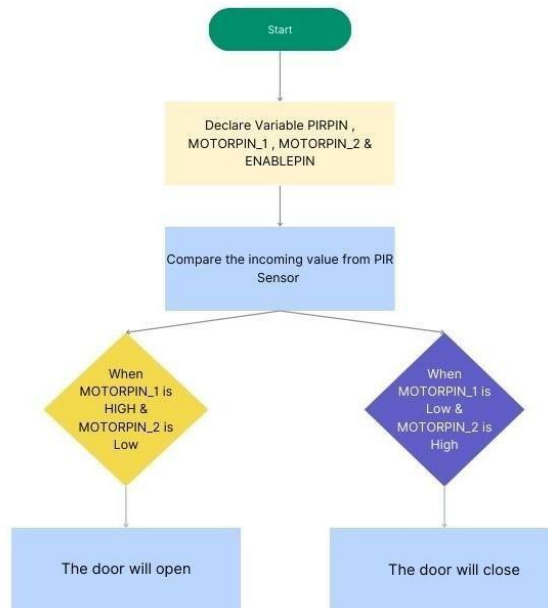 Start
Declare Variable PIRPIN ,
MOTORPIN_1 , MOTORPIN_2 &
ENABLEPIN
Compare the incoming value from PIR
Sensor
When
MOTORPIN_1 is
HIGH &
MOTORPIN_2 is
Low
When
MOTORPIN_1 is
Low &
MOTORPIN_2 is
High
The door will open
The door will close